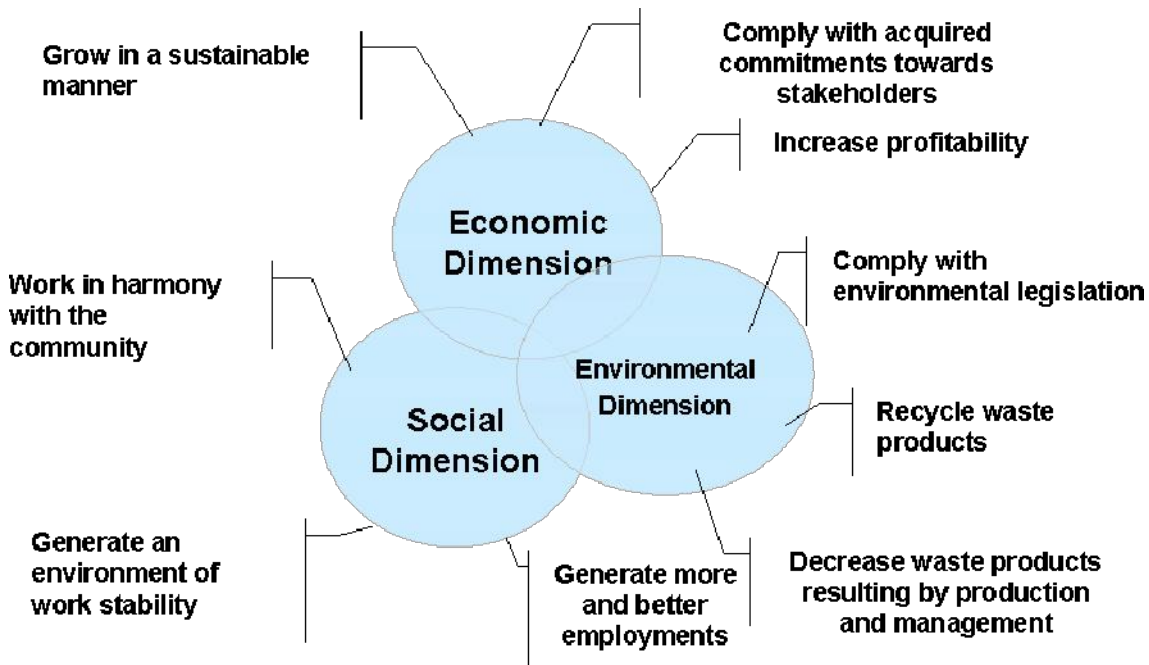 Grow in a sustainable
manner
Comply with acquired
commitments towards
stakeholders
Increase profitability
Economic
Dimension
Work in harmony
with the
community
Comply with
environmental legislation
Environmental
Dimension
Social
Dimension
Recycle waste
products
Generate an
environment of
work stability
Generate more
and better
employments
Decrease waste products
resulting by production
and management